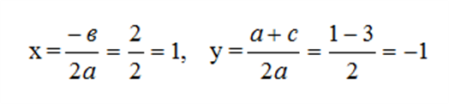 x = −в / 2a = 2 / 2 = 1, y = a + c / 2a = 1 − 3 / 2 = −1